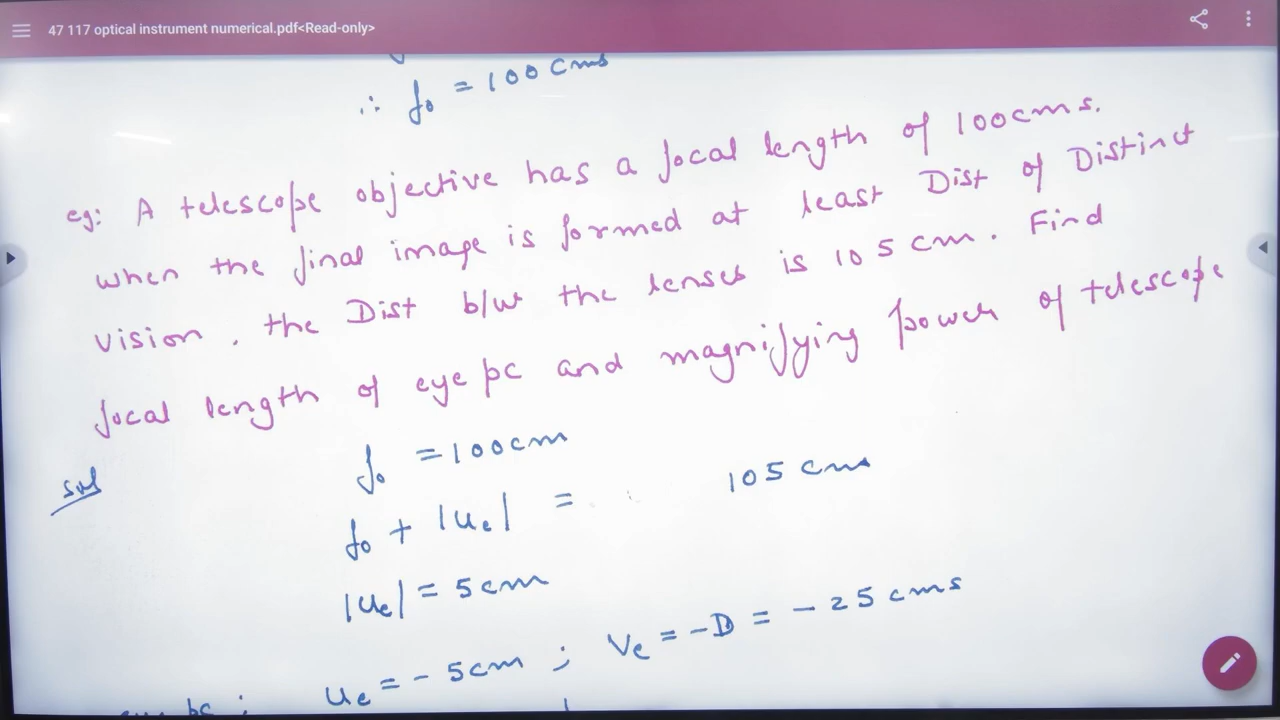 47 117 optical instrument numerical.pdf<Read-only>
∴ fo = 100 cms
eg: A telescope objective has a focal length of 100cms.
when the final image is formed at least Dist of Distinct
vision, the Dist b/w the lenses is 105 cm. Find
focal length of eye pc and magnifying power of telescope
Sol fo = 100cm
fo + |ue| = 105 cms
|ue| = 5cm
eye pc: ue = - 5cm ; Ve = -D = - 25 cms